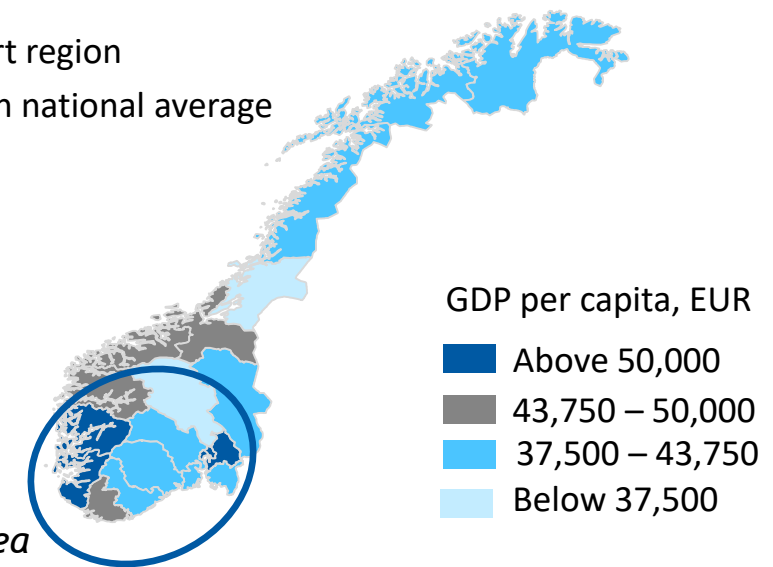 rt region
n national average
GDP per capita, EUR
Above 50,000
43,750 – 50,000
37,500 – 43,750
Below 37,500
ea